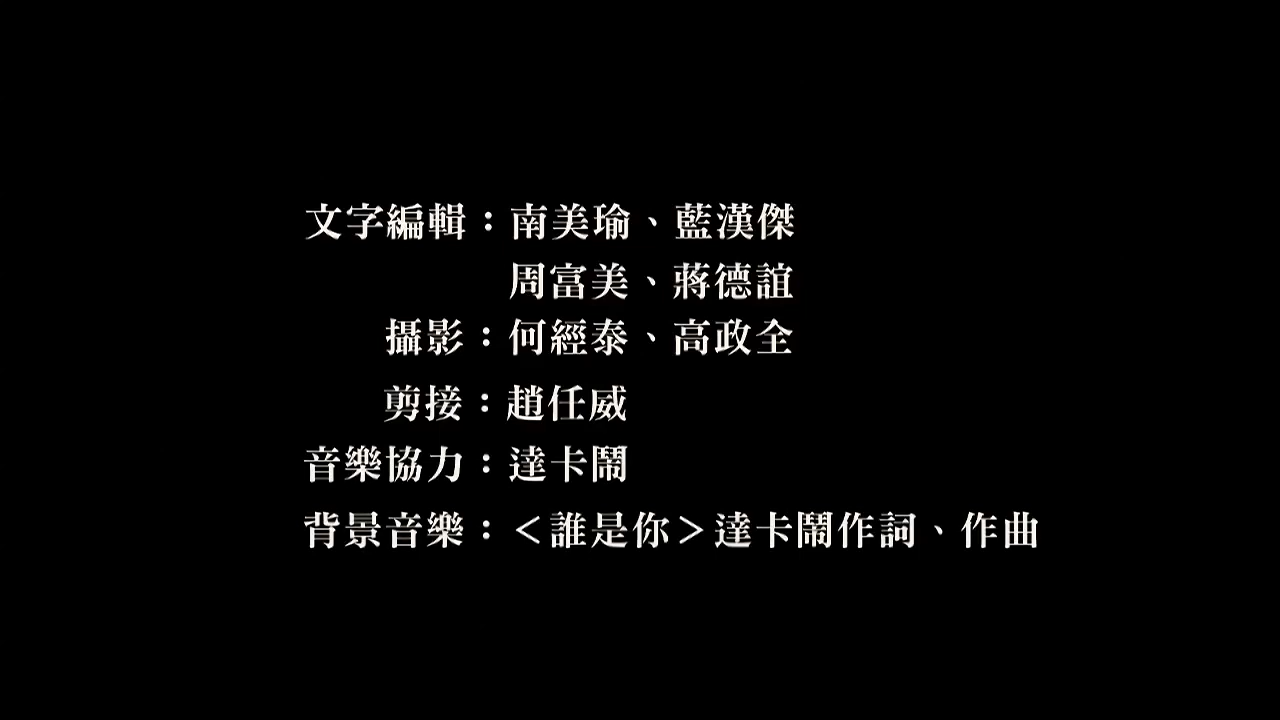 文字編輯：南美瑜、藍漢傑
周富美、蔣德誼
攝影：何經泰、高政全
剪接：趙任威
音樂協力：達卡鬧
背景音樂：＜誰是你＞達卡鬧作詞、作曲